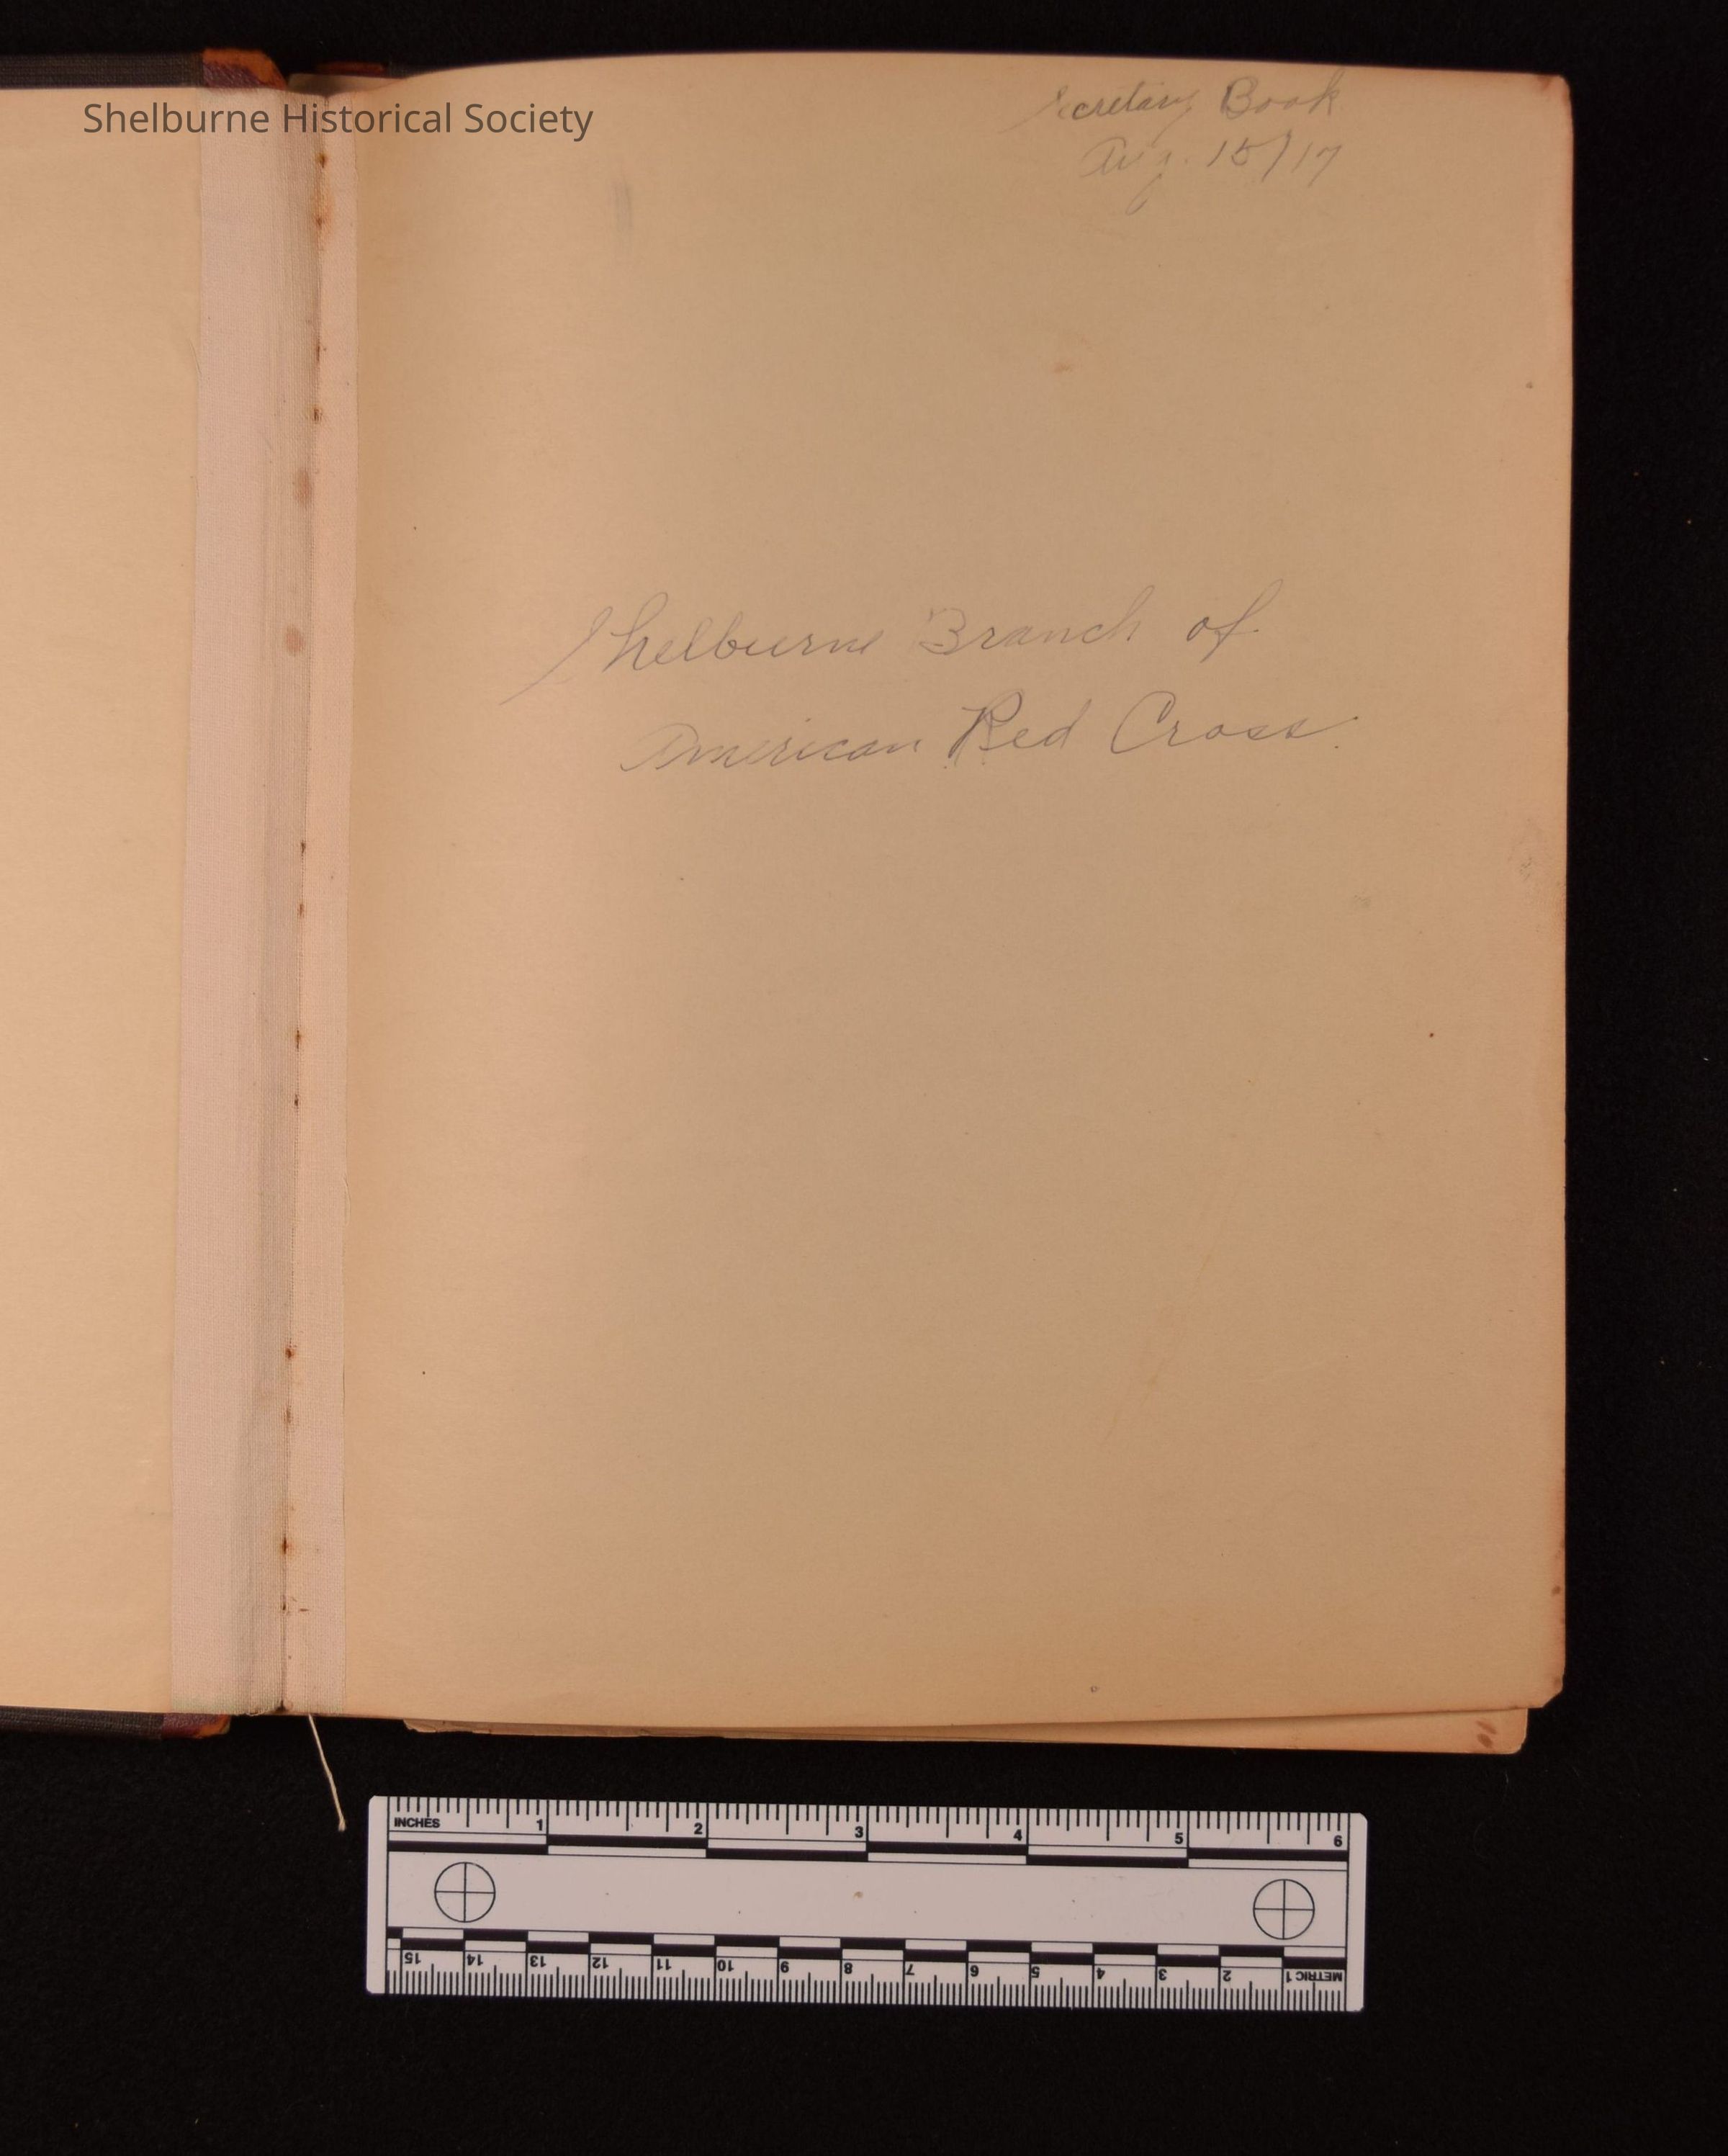 Shelburne Historical Society
Secretary Book
Aug. 15/17
Shelburne Branch of
American Red Cross.
INCHES 1 2 3 4 5 6
15 14 13 12 11 10 9 8 7 6 5 4 3 2 METRIC 1